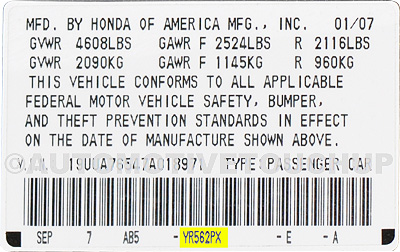 MFD. BY HONDA OF AMERICA MFG., INC. 01/07
GVWR 4608LBS GAWR F 2524LBS R 2116LBS
GVWR 2090KG GAWR F 1145KG R 960KG
THIS VEHICLE CONFORMS TO ALL APPLICABLE
FEDERAL MOTOR VEHICLE SAFETY, BUMPER,
AND THEFT PREVENTION STANDARDS IN EFFECT
ON THE DATE OF MANUFACTURE SHOWN ABOVE.
TYPE PASSENGER CAR
SEP 7 AB5 - YR562PX - E - A